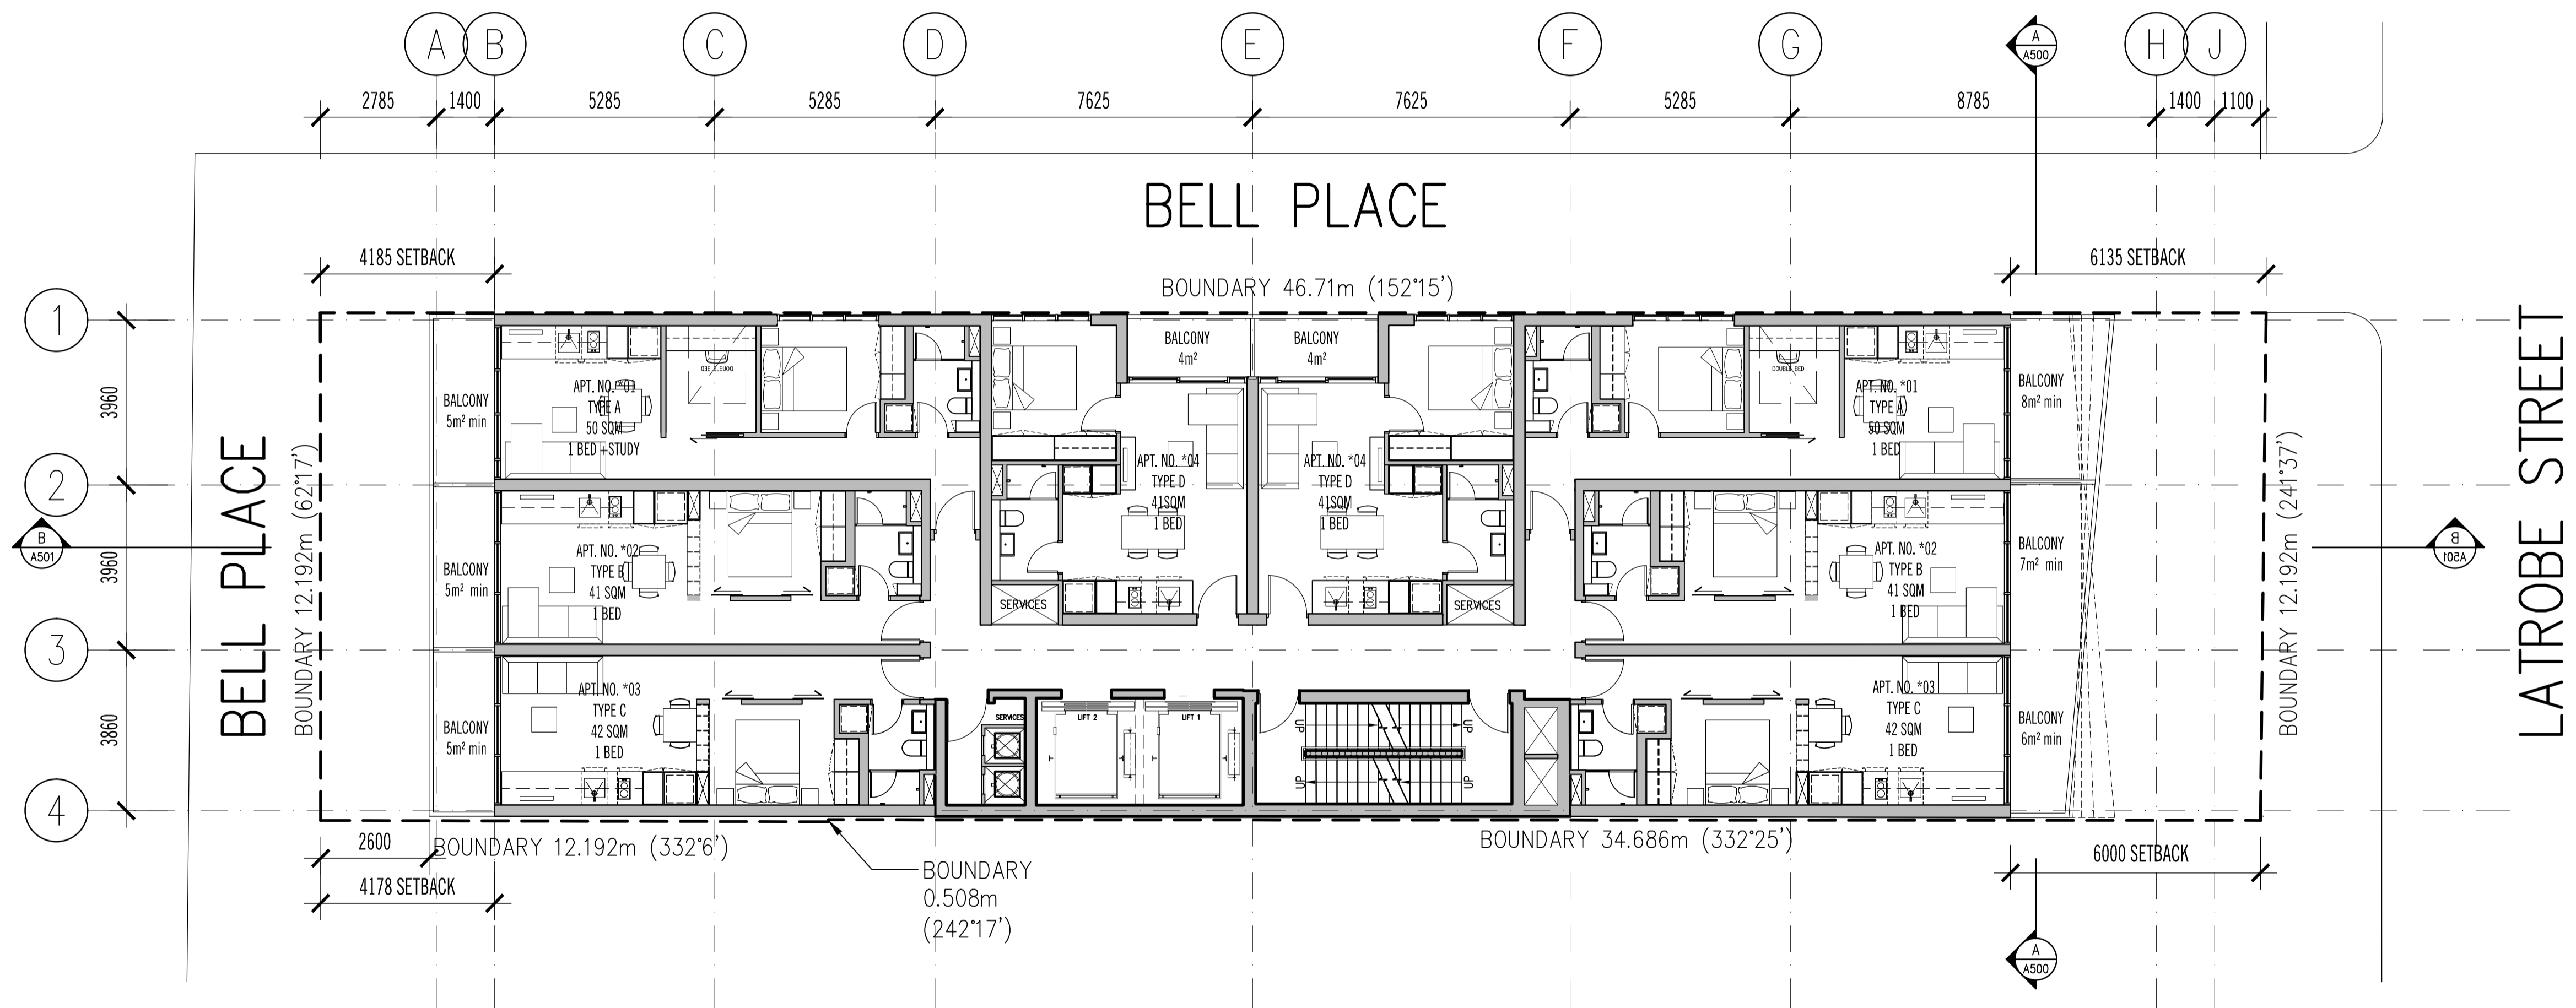 A B C D E F G H J
A
A500
2785 1400 5285 5285 7625 7625 5285 8785 1400 1100
BELL PLACE
4185 SETBACK
6135 SETBACK
BOUNDARY 46.71m (152°15')
1
2
3
4
3960
3960
3860
B
A501
BELL PLACE
BOUNDARY 12.192m (62°17')
BALCONY
5m² min
BALCONY
5m² min
BALCONY
5m² min
APT. NO. *01
TYPE A
50 SQM
1 BED +STUDY
DOUBLE BED
APT. NO. *02
TYPE B
41 SQM
1 BED
APT. NO. *03
TYPE C
42 SQM
1 BED
BALCONY
4m²
BALCONY
4m²
APT. NO. *04
TYPE D
41SQM
1 BED
APT. NO. *04
TYPE D
41SQM
1 BED
SERVICES
SERVICES
SERVICES
LIFT 2
LIFT 1
UP
UP
UP
UP
DOUBLE BED
APT. NO. *01
TYPE A
50 SQM
1 BED
APT. NO. *02
TYPE B
41 SQM
1 BED
APT. NO. *03
TYPE C
42 SQM
1 BED
BALCONY
8m² min
BALCONY
7m² min
BALCONY
6m² min
B
A501
BOUNDARY 12.192m (241°37')
LATROBE STREET
2600
BOUNDARY 12.192m (332°6')
4178 SETBACK
BOUNDARY
0.508m
(242°17')
BOUNDARY 34.686m (332°25')
6000 SETBACK
A
A500